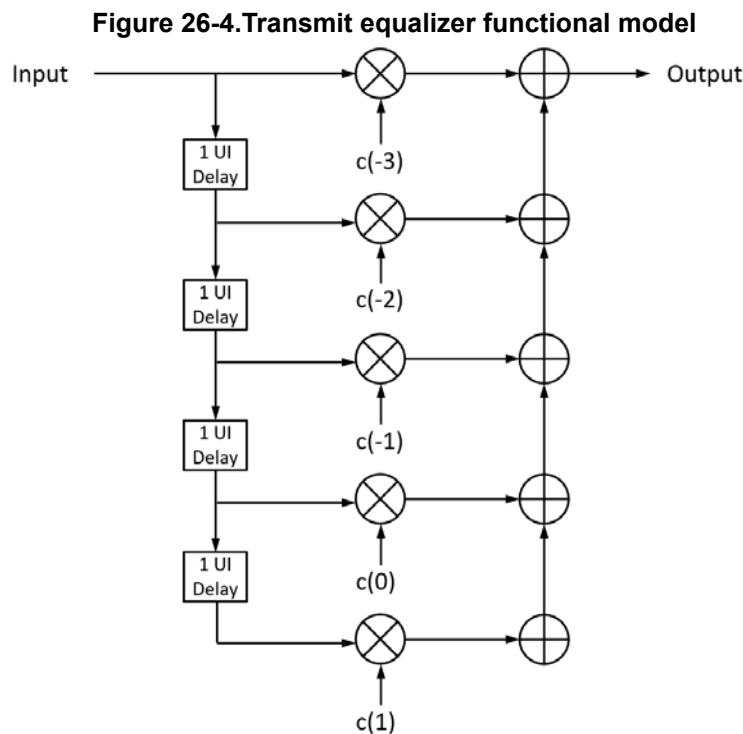 Figure 26-4.Transmit equalizer functional model
Input
Output
1 UI
Delay
c(-3)
1 UI
Delay
c(-2)
1 UI
Delay
c(-1)
1 UI
Delay
c(0)
c(1)